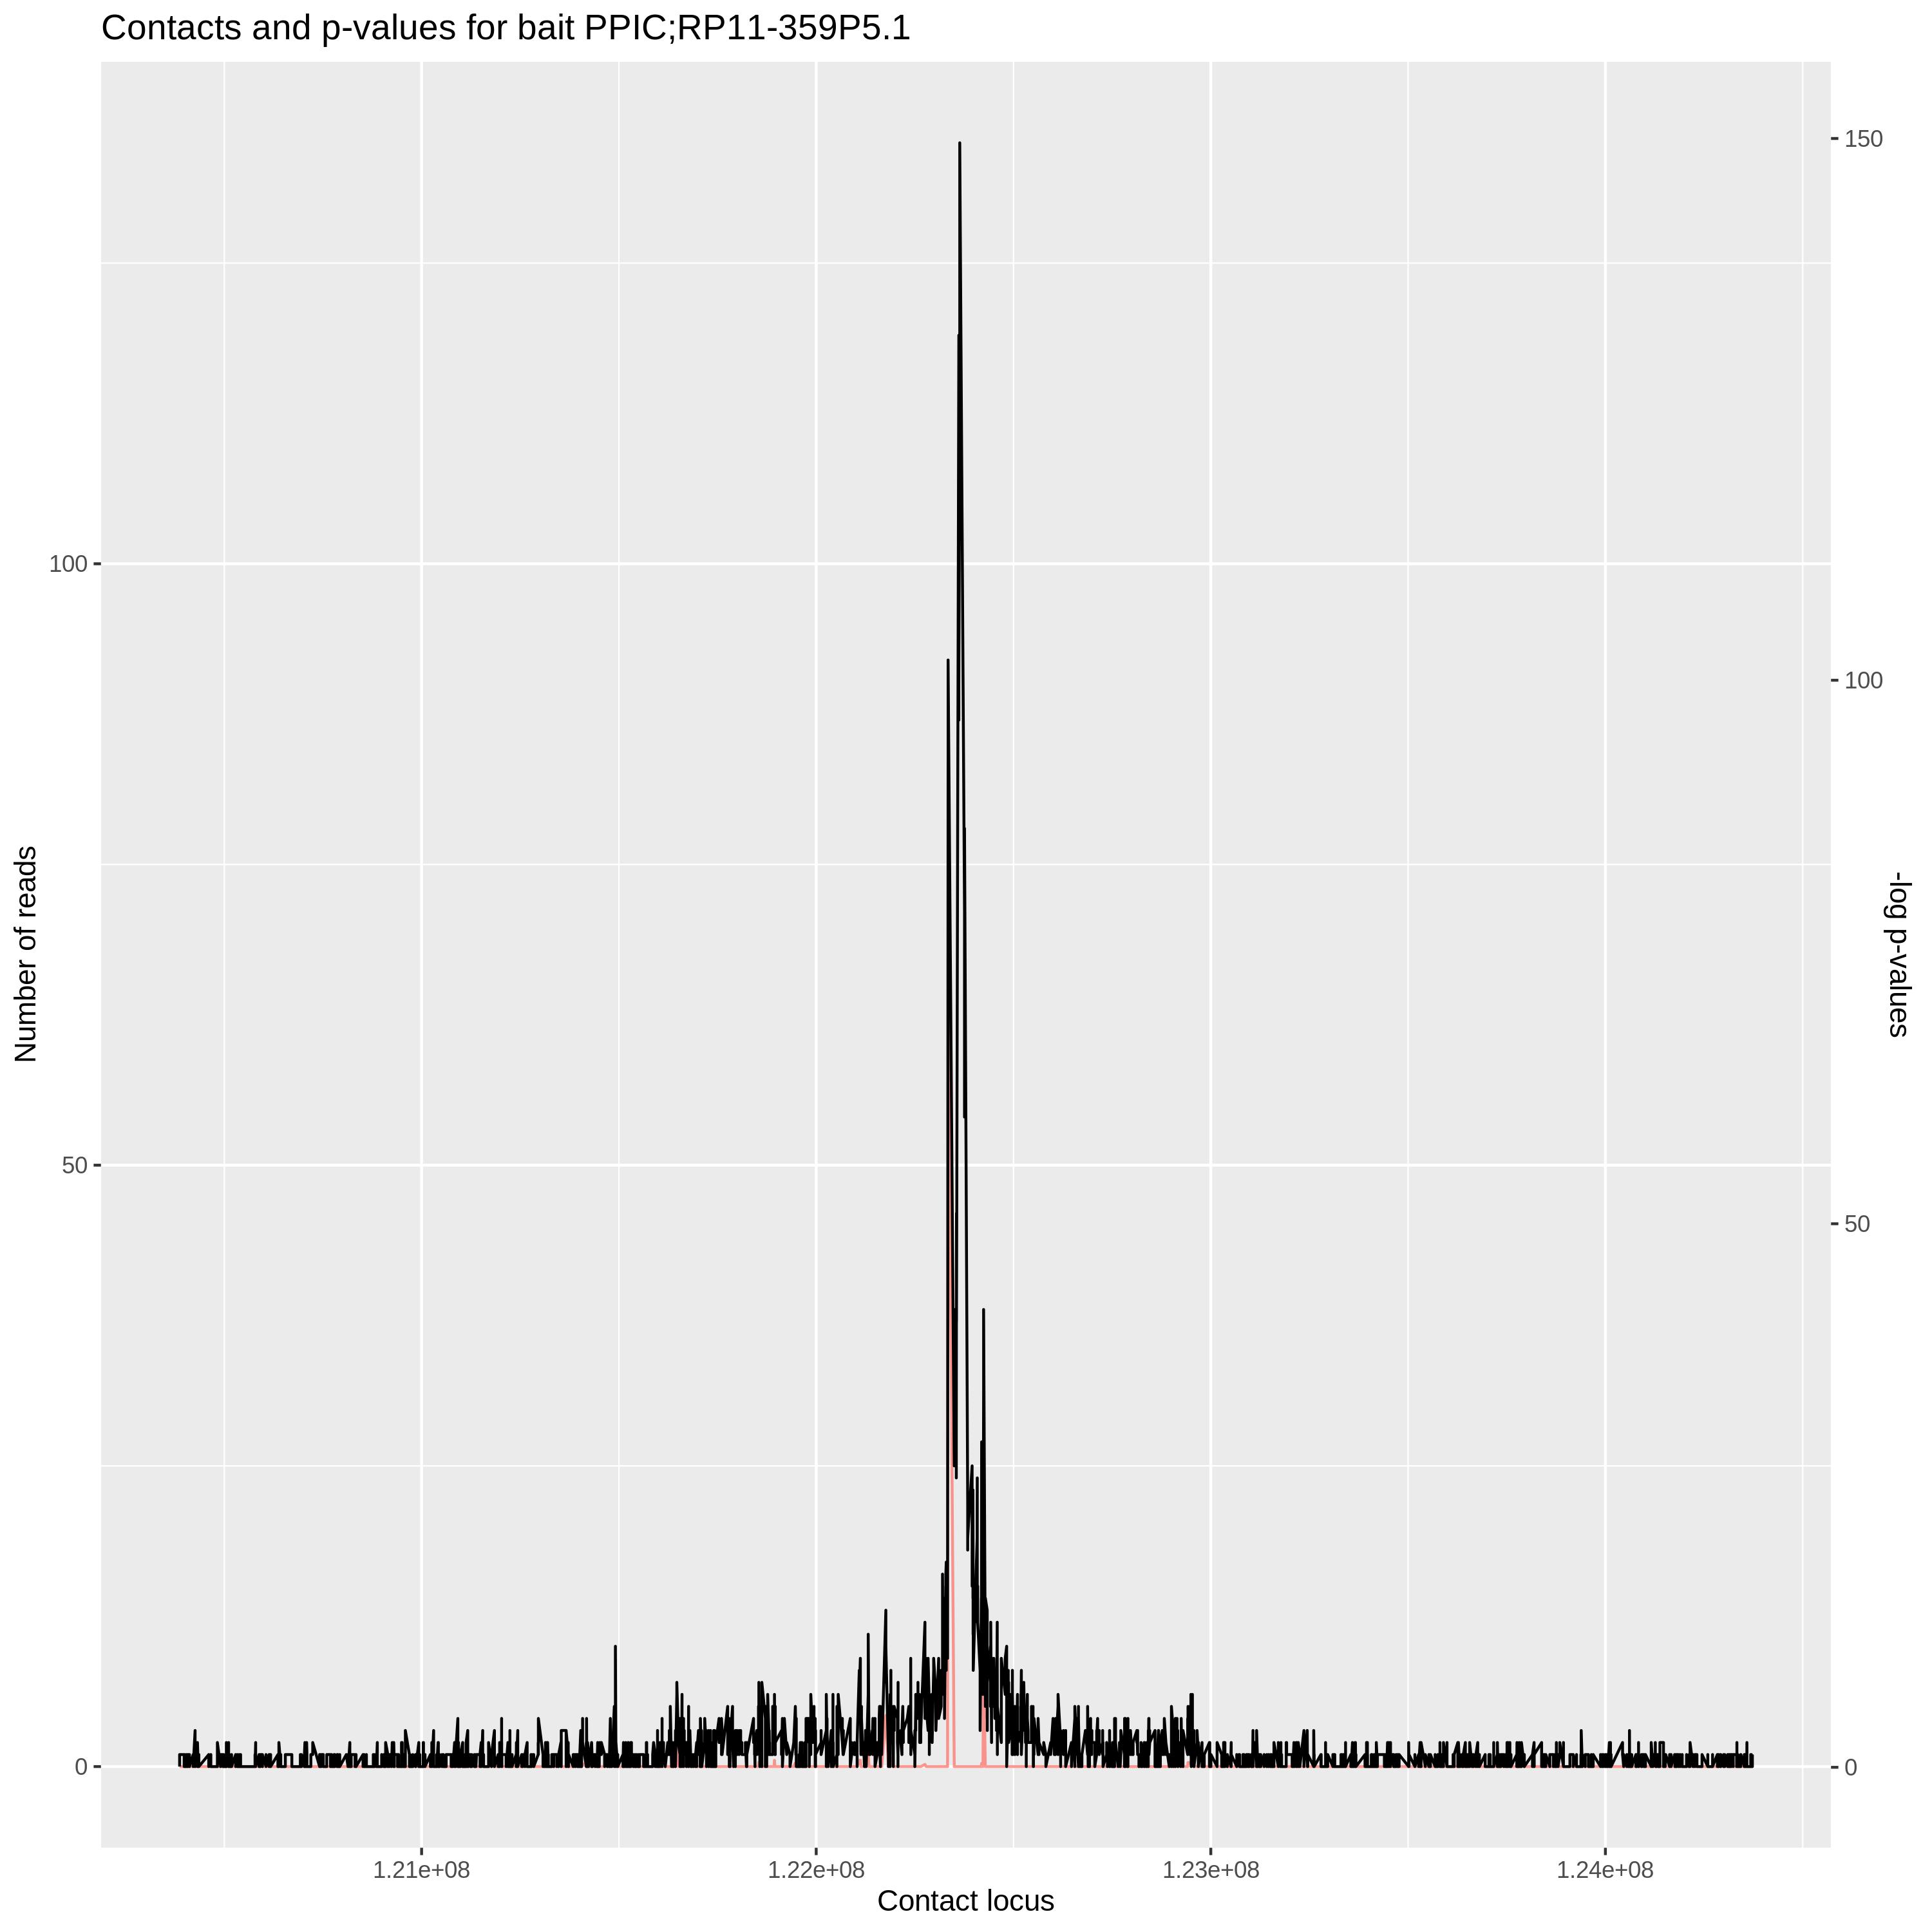 Contacts and p-values for bait PPIC;RP11-359P5.1
Number of reads
100
50
0
150
100
50
0
-log p-values
1.21e+08
1.22e+08
1.23e+08
1.24e+08
Contact locus